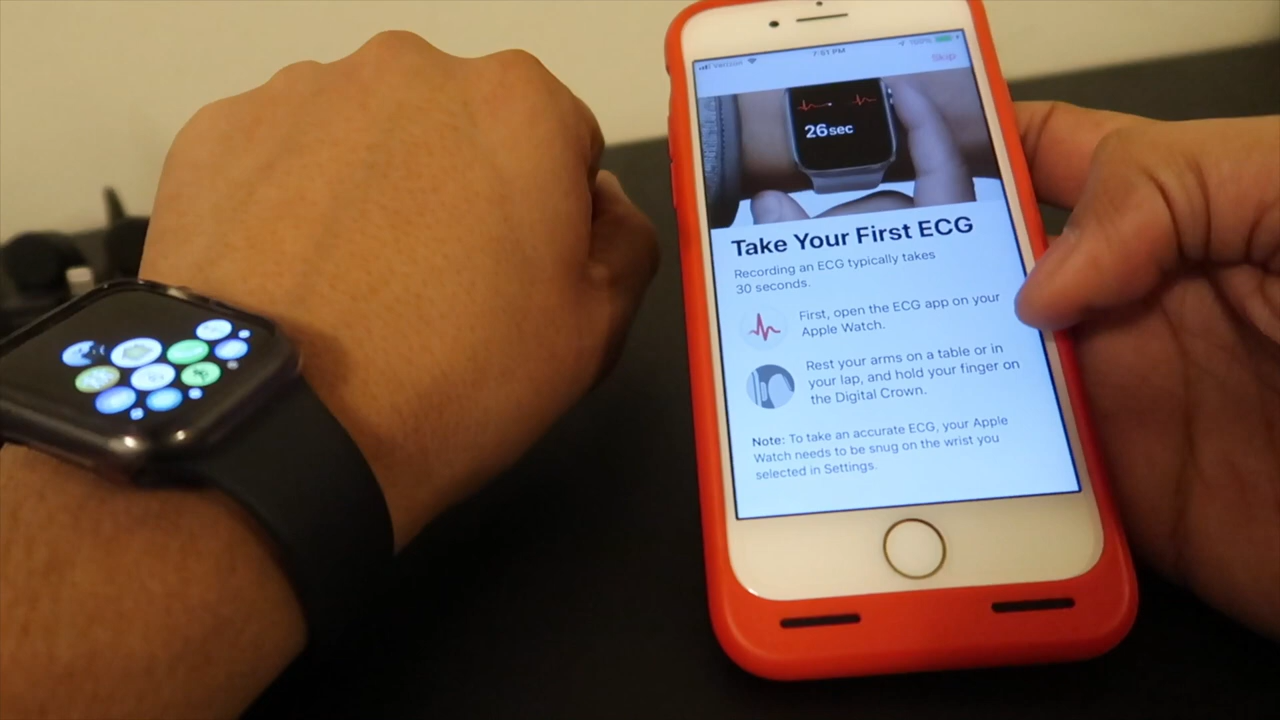 Verizon 7:51 PM 100%
Skip
26sec
Take Your First ECG
Recording an ECG typically takes
30 seconds.
First, open the ECG app on your
Apple Watch.
Rest your arms on a table or in
your lap, and hold your finger on
the Digital Crown.
Note: To take an accurate ECG, your Apple
Watch needs to be snug on the wrist you
selected in Settings.